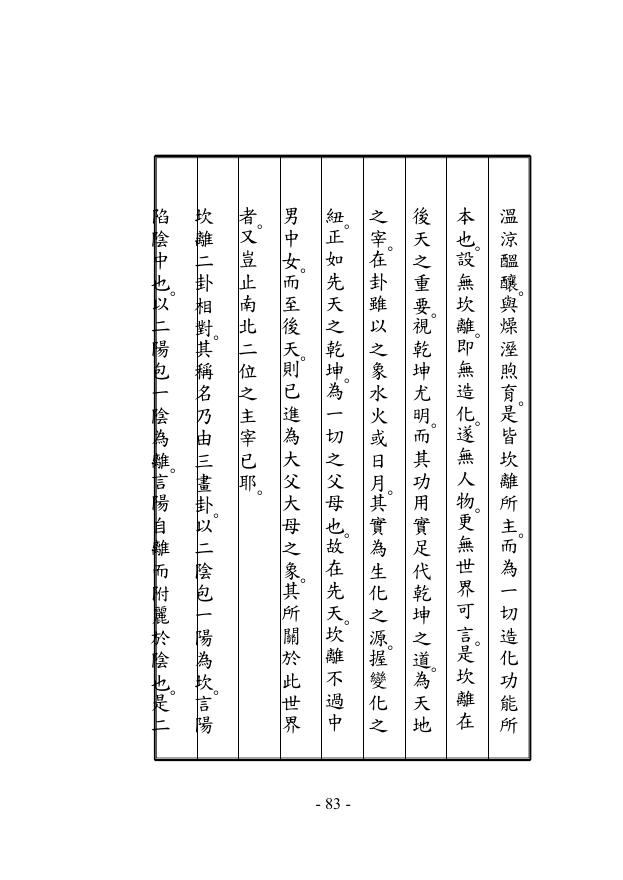 溫涼醞釀。與燥溼煦育。是皆坎離所主。而為一切造化功能所
本也。設無坎離。即無造化。遂無人物。更無世界可言。是坎離在
後天之重要。視乾坤尤明。而其功用實足代乾坤之道。為天地
之宰。在卦雖以之象水火或日月。其實為生化之源。握變化之
紐。正如先天之乾坤。為一切之父母也。故在先天。坎離不過中
男中女。而至後天。則已進為大父大母之象。其所關於此世界
者。又豈止南北二位之主宰已耶。
坎離二卦相對。其稱名乃由三畫卦。以二陰包一陽為坎。言陽
陷陰中也。以二陽包一陰為離。言陽自離而附麗於陰也。是二
- 83 -